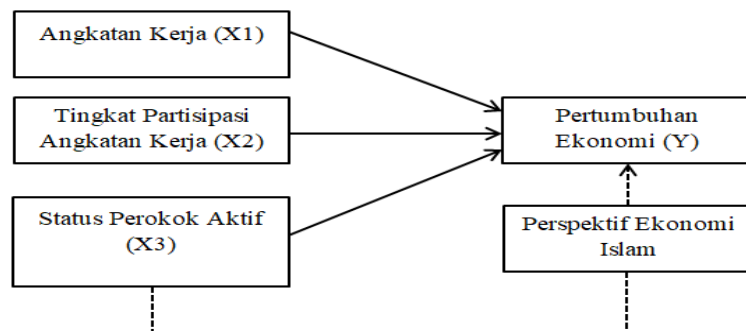 Angkatan Kerja (X1)
Tingkat Partisipasi
Angkatan Kerja (X2)
Pertumbuhan
Ekonomi (Y)
Status Perokok Aktif
(X3)
Perspektif Ekonomi
Islam